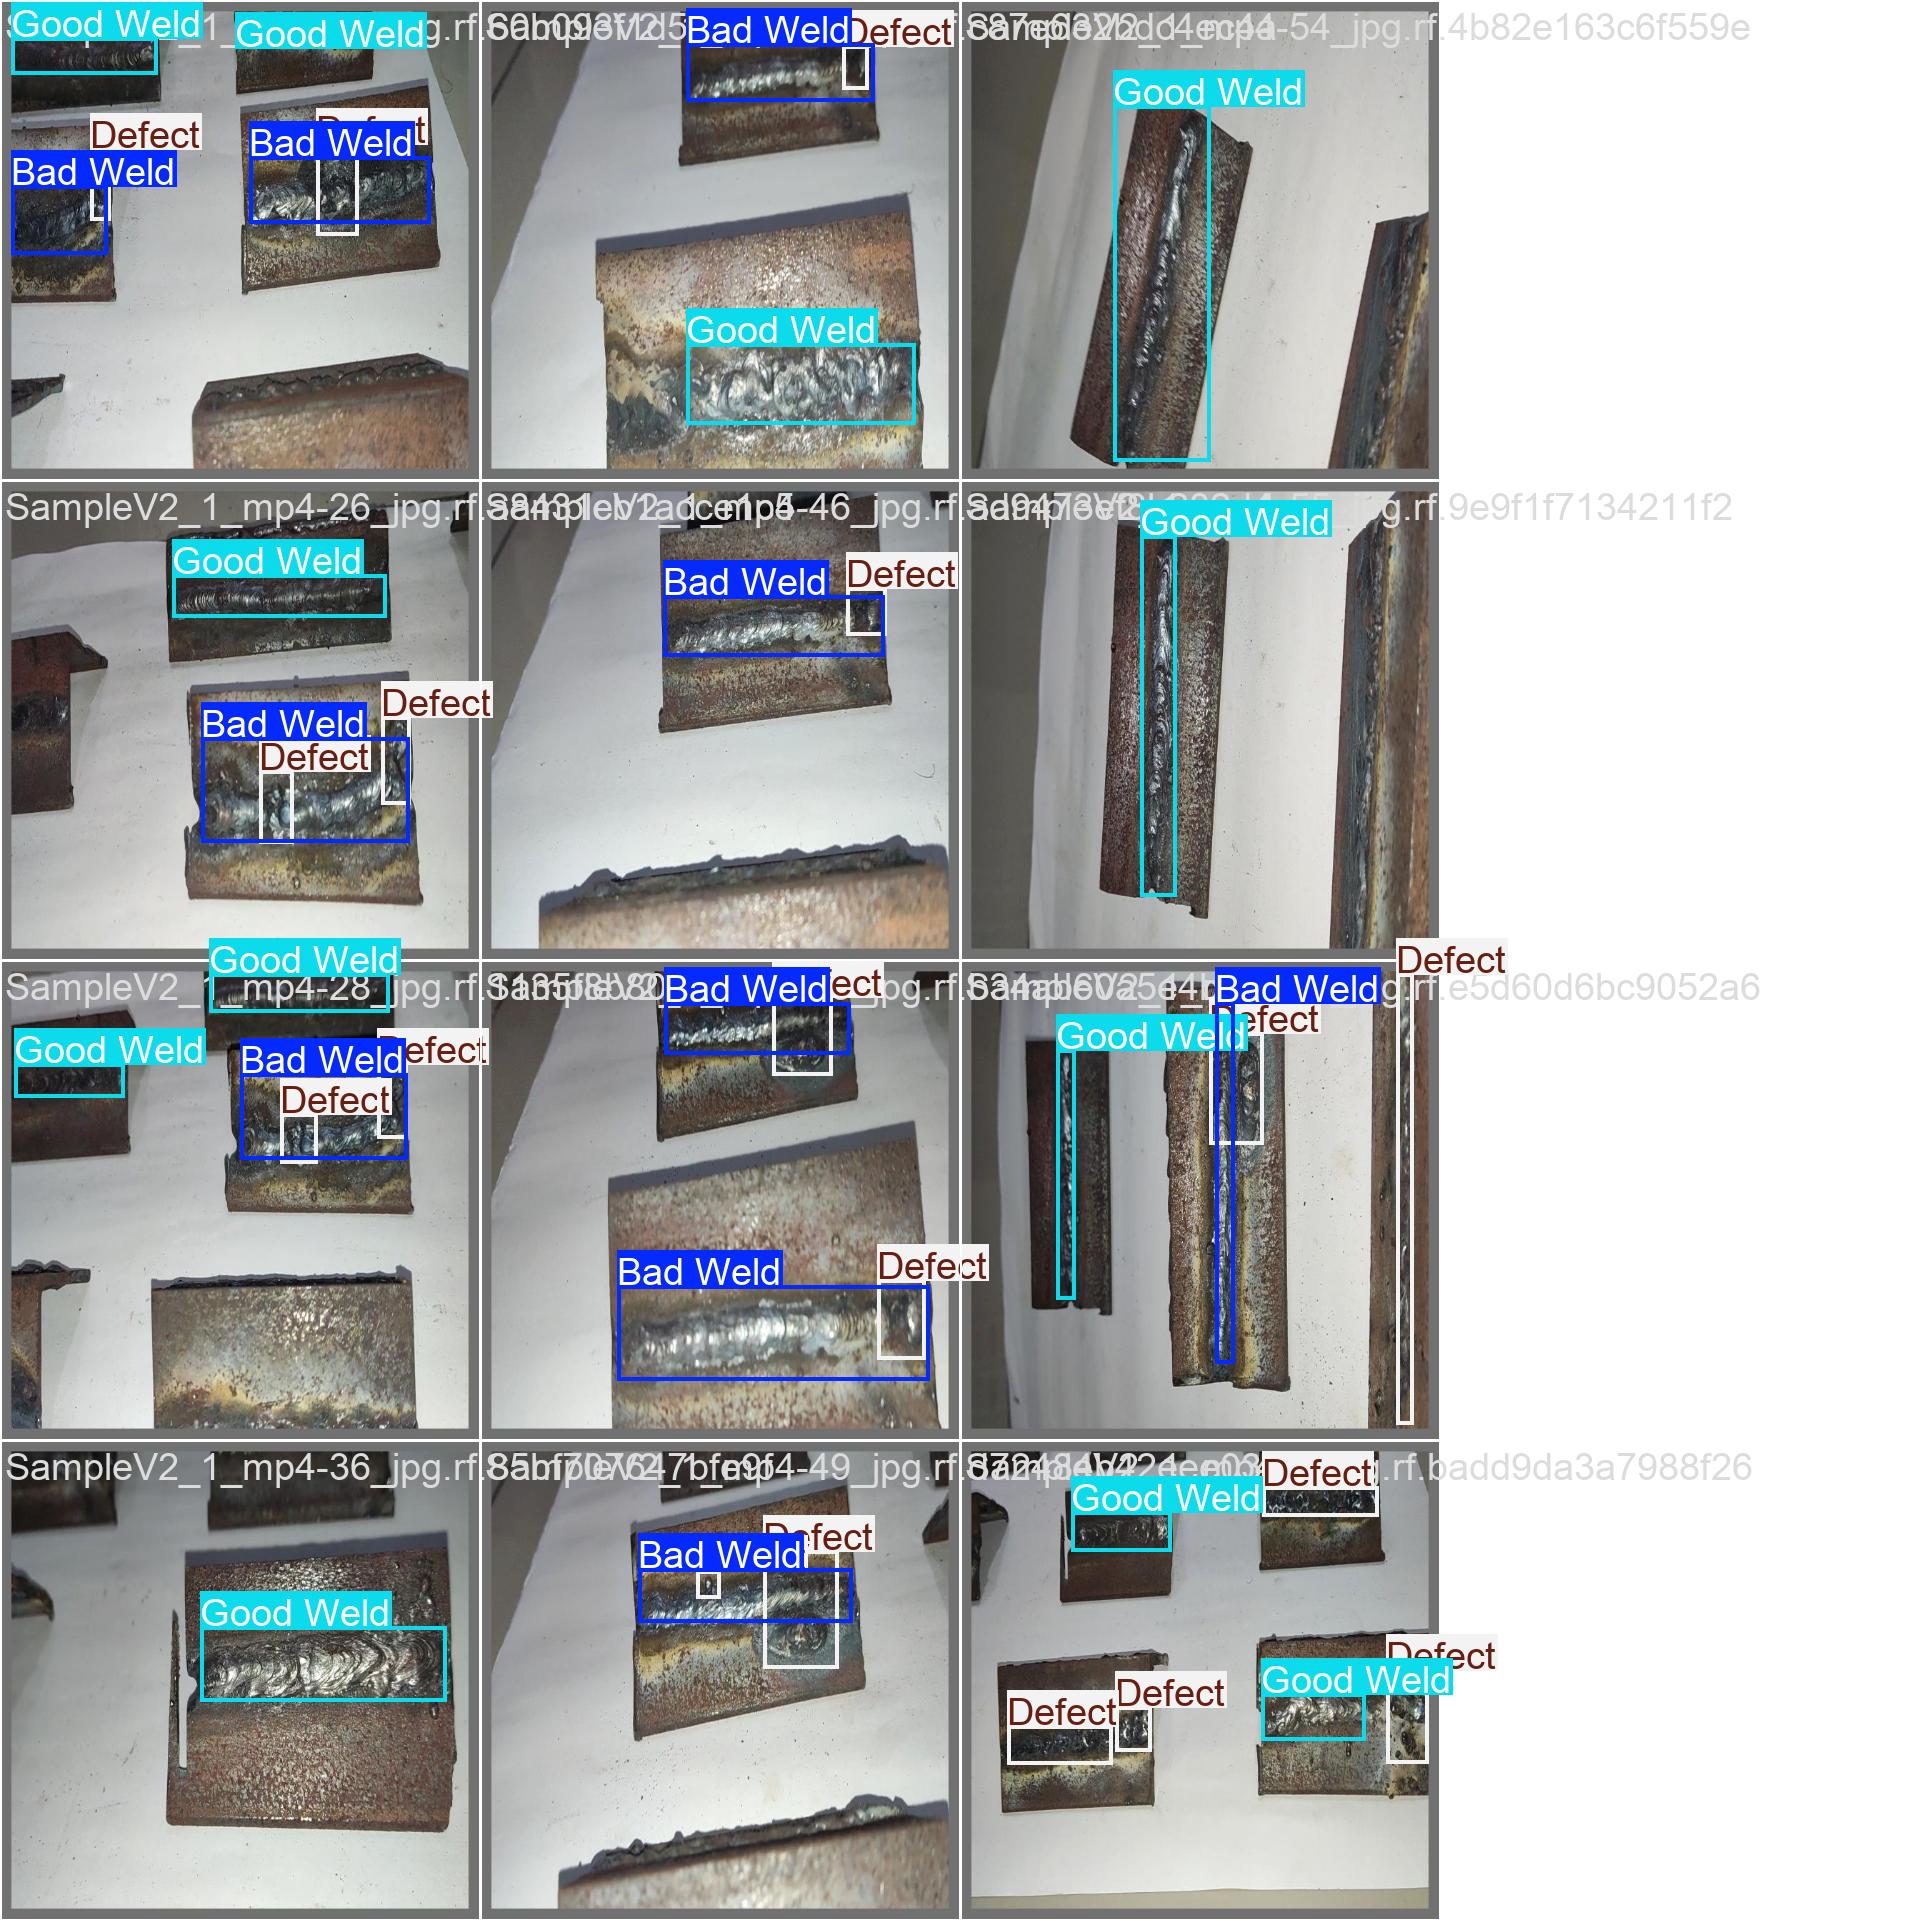 Good Weld
Good Weld
Defect
Bad Weld
Bad Weld
Bad Weld
Defect
Good Weld
54_jpg.rf.4b82e163c6f559e
Good Weld
SampleV2_1_mp4-26_jpg.rf.
Good Weld
Defect
Bad Weld
Defect
46_jpg.rf.
Bad Weld
Defect
g.rf.9e9f1f7134211f2
Good Weld
Good Weld
SampleV2_1_mp4-28_jpg.rf.
Good Weld
Bad Weld
Defect
Defect
Bad Weld
Bad Weld
Defect
Defect
g.rf.e5d60d6bc9052a6
Bad Weld
Defect
Good Weld
SampleV2_1_mp4-36_jpg.rf.
Good Weld
49_jpg.rf.
Defect
Bad Weld
rf.badd9da3a7988f26
Defect
Good Weld
Defect
Defect
Defect
Good Weld